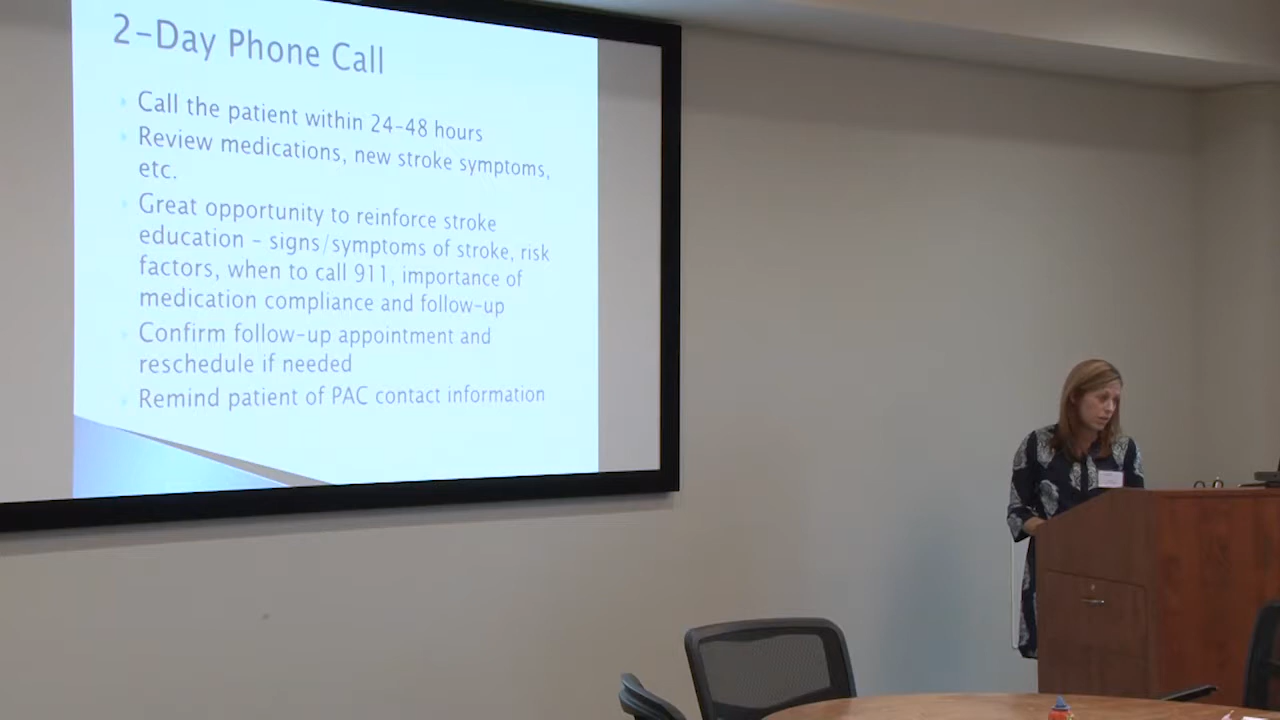 2-Day Phone Call
Call the patient within 24-48 hours
Review medications, new stroke symptoms,
etc.
Great opportunity to reinforce stroke
education - signs/symptoms of stroke, risk
factors, when to call 911, importance of
medication compliance and follow-up
Confirm follow-up appointment and
reschedule if needed
Remind patient of PAC contact information